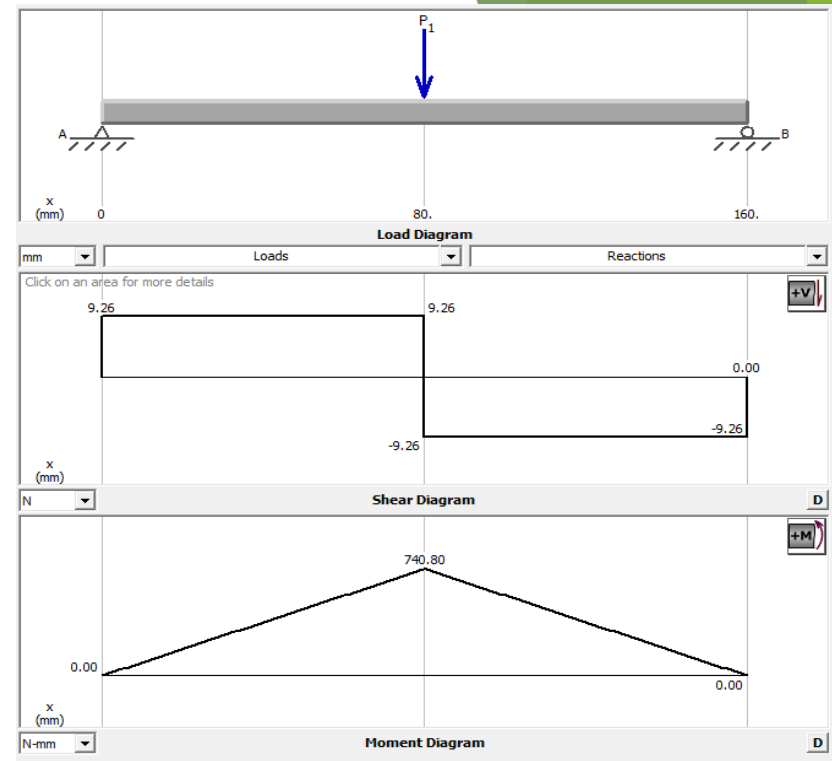 P1
A
B
x
(mm) 0 80. 160.
Load Diagram
mm Loads Reactions
Click on an area for more details
+V
9.26 9.26
0.00
-9.26
-9.26
x
(mm)
N Shear Diagram D
+M
740.80
0.00
0.00
x
(mm)
N-mm Moment Diagram D